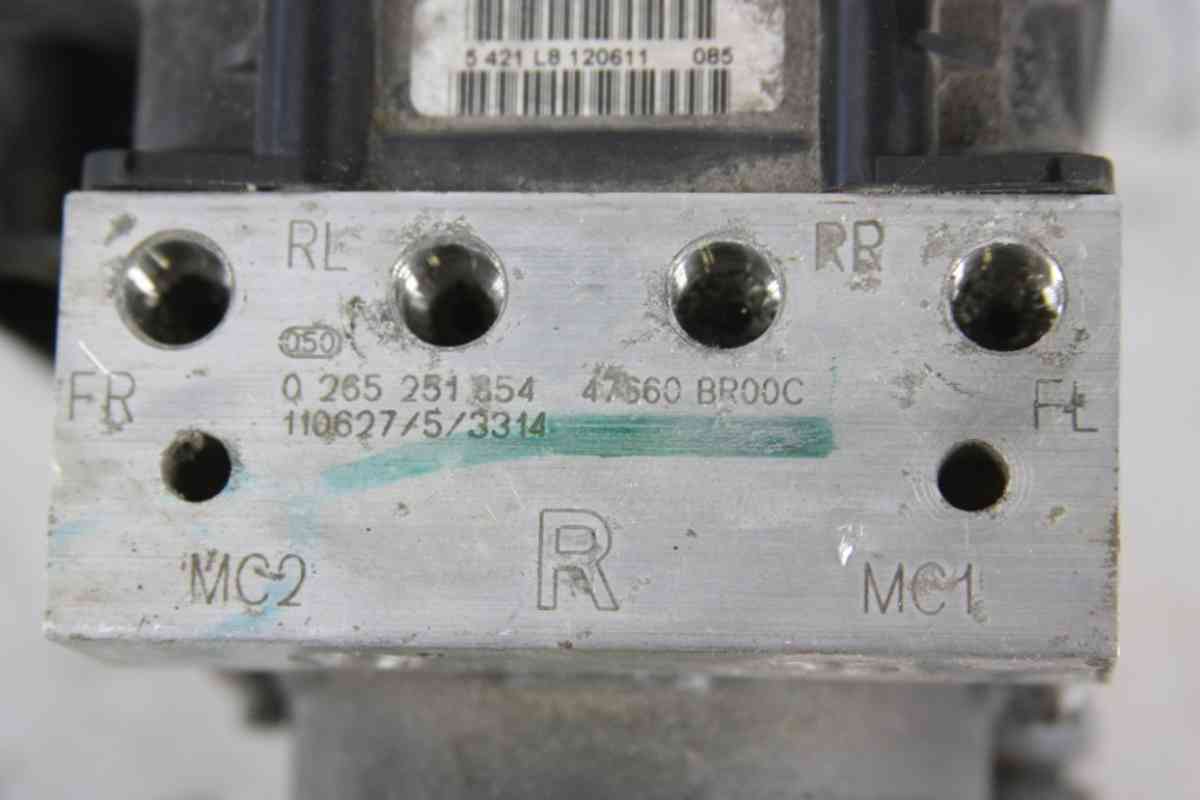 5 421 L8 120611 085
RL RR
050
FR 0 265 251 854 47660 BR00C FL
110627/5/3314
R
MC2 MC1